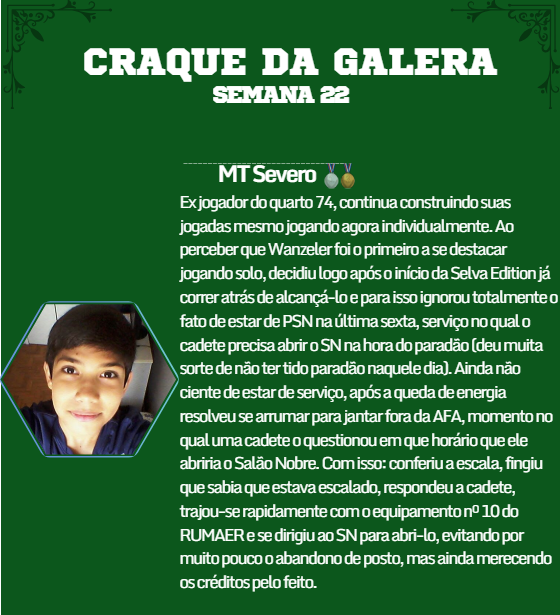 CRAQUE DA GALERA
SEMANA 22
MT Severo
Ex jogador do quarto 74, continua construindo suas
jogadas mesmo jogando agora individualmente. Ao
perceber que Wanzeler foi o primeiro a se destacar
jogando solo, decidiu logo após o início da Selva Edition já
correr atrás de alcançá-lo e para isso ignorou totalmente o
fato de estar de PSN na última sexta, serviço no qual o
cadete precisa abrir o SN na hora do paradão (deu muita
sorte de não ter tido paradão naquele dia). Ainda não
ciente de estar de serviço, após a queda de energia
resolveu se arrumar para jantar fora da AFA, momento no
qual uma cadete o questionou em que horário que ele
abriria o Salão Nobre. Com isso: conferiu a escala, fingiu
que sabia que estava escalado, respondeu a cadete,
trajou-se rapidamente com o equipamento nº 10 do
RUMAER e se dirigiu ao SN para abri-lo, evitando por
muito pouco o abandono de posto, mas ainda merecendo
os créditos pelo feito.